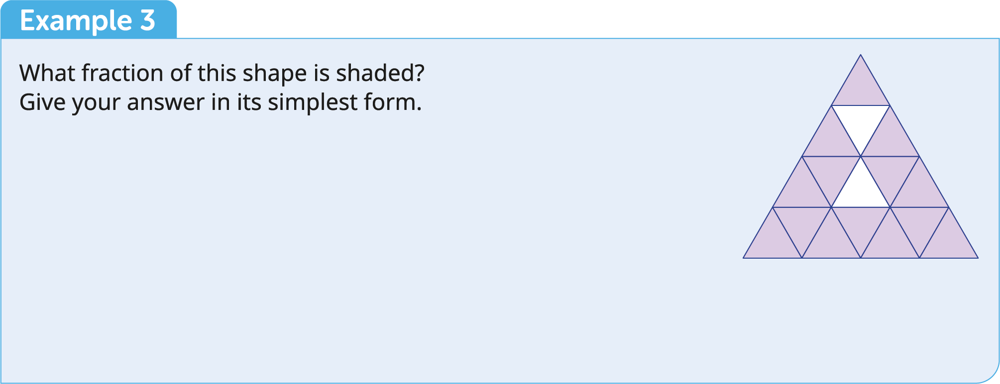 Example 3
What fraction of this shape is shaded?
Give your answer in its simplest form.